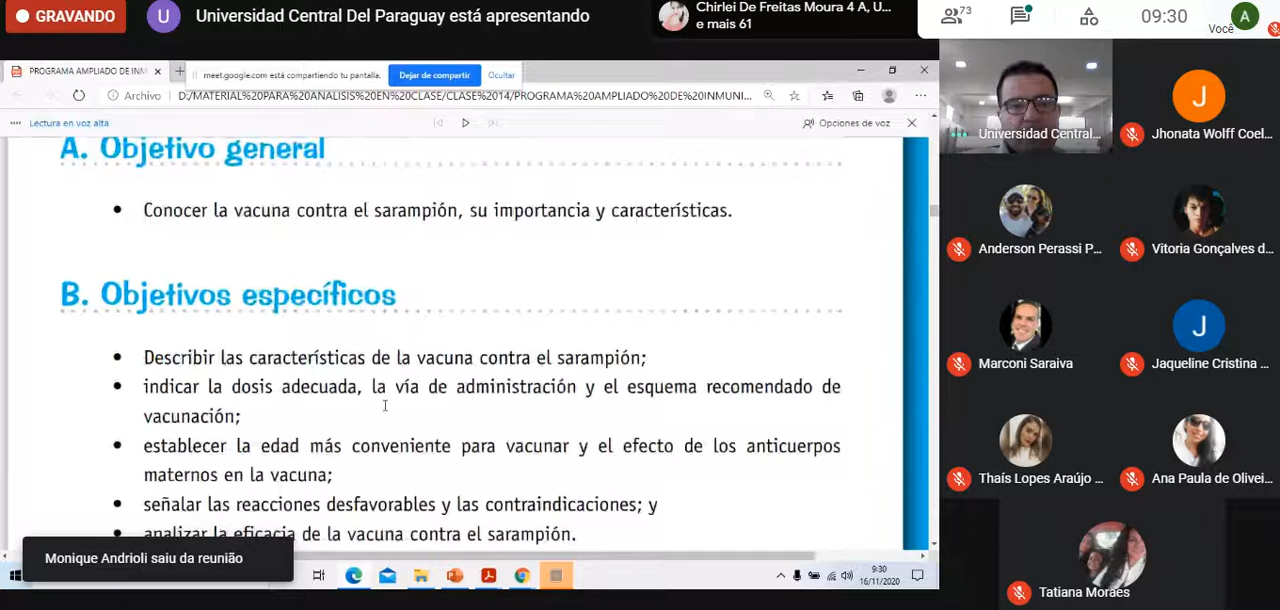 GRAVANDO
U
Universidad Central Del Paraguay está apresentando
Chirlei De Freitas Moura 4 A, U...
e mais 61
73
09:30
Você
A
PROGRAMA AMPLIADO DE INM
meet.google.com está compartiendo tu pantalla.
Dejar de compartir
Ocultar
Archivo
D:/MATERIAL%20PARA%20ANALISIS%20EN%20CLASE/CLASE%2014/PROGRAMA%20AMPLIADO%20DE%20INMUNI...
Lectura en voz alta
Opciones de voz
A. Objetivo general
• Conocer la vacuna contra el sarampión, su importancia y características.
B. Objetivos específicos
• Describir las características de la vacuna contra el sarampión;
• indicar la dosis adecuada, la vía de administración y el esquema recomendado de
vacunación;
• establecer la edad más conveniente para vacunar y el efecto de los anticuerpos
maternos en la vacuna;
• señalar las reacciones desfavorables y las contraindicaciones; y
• analizar la eficacia de la vacuna contra el sarampión.
Monique Andrioli saiu da reunião
9:30
16/11/2020
Universidad Central...
J
Jhonata Wolff Coel...
Anderson Perassi P...
Vitoria Gonçalves d...
Marconi Saraiva
J
Jaqueline Cristina ...
Thaís Lopes Araújo ...
Ana Paula de Olivei...
Tatiana Moraes